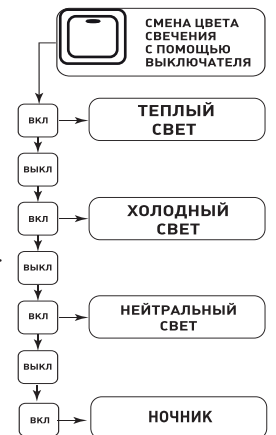 СМЕНА ЦВЕТА
СВЕЧЕНИЯ
С ПОМОЩЬЮ
ВЫКЛЮЧАТЕЛЯ
ВКЛ
ТЕПЛЫЙ
СВЕТ
ВЫКЛ
ВКЛ
ХОЛОДНЫЙ
СВЕТ
ВЫКЛ
ВКЛ
НЕЙТРАЛЬНЫЙ
СВЕТ
ВЫКЛ
ВКЛ
НОЧНИК